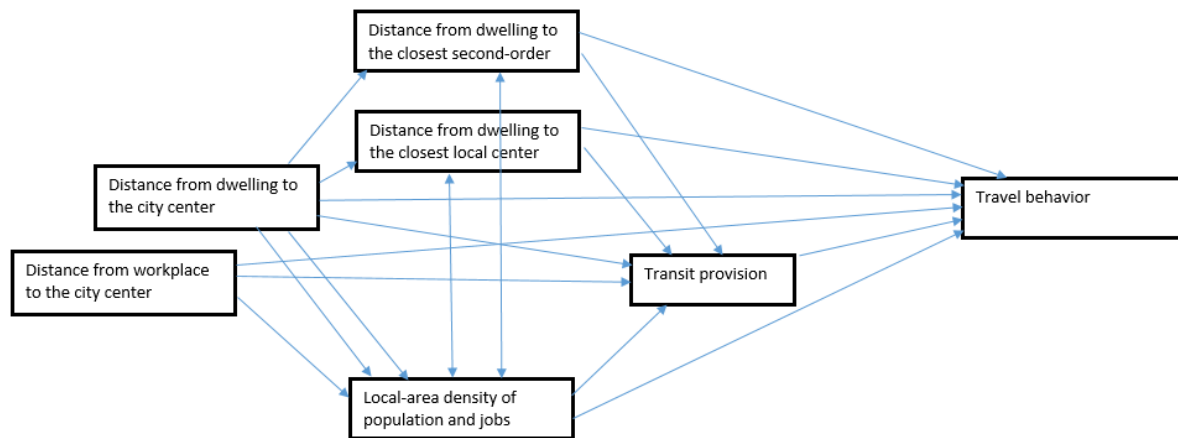 Distance from dwelling to
the closest second-order
Distance from dwelling to
the closest local center
Distance from dwelling to
the city center
Travel behavior
Distance from workplace
to the city center
Transit provision
Local-area density of
population and jobs